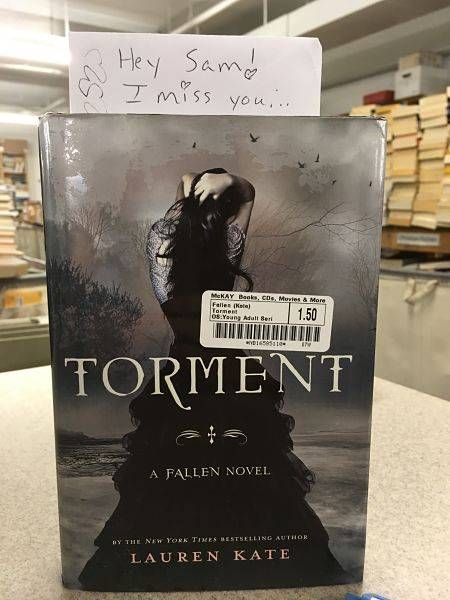 Hey Sam!
I miss you...
McKAY Books, CDs, Movies & More
Fallen (Kate)
Torment
OS:Young Adult Seri
1.50
TORMENT
A FALLEN NOVEL
BY THE NEW YORK TIMES BESTSELLING AUTHOR
LAUREN KATE